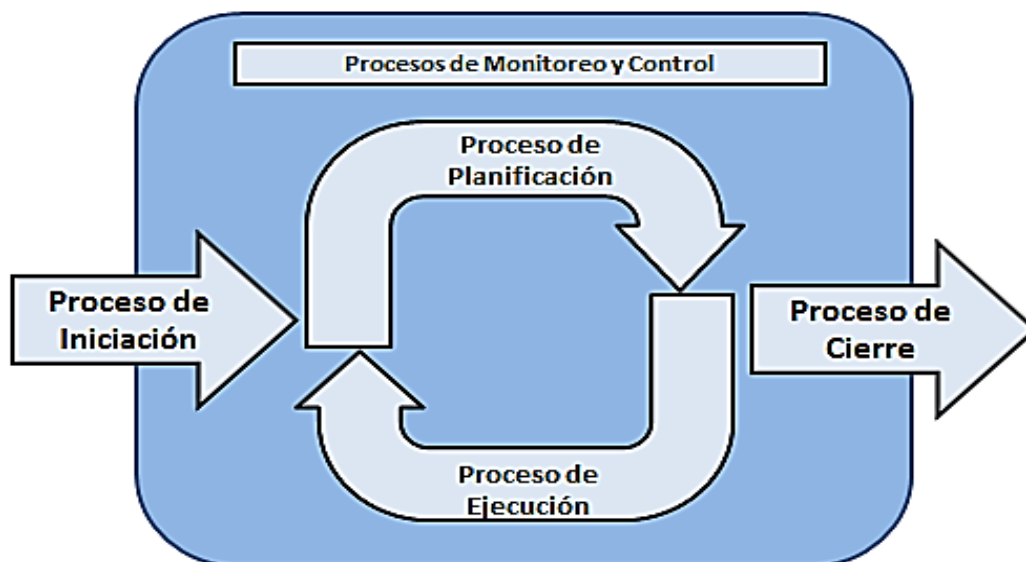 Procesos de Monitoreo y Control
Proceso de
Planificación
Proceso de
Iniciación
Proceso de
Cierre
Proceso de
Ejecución